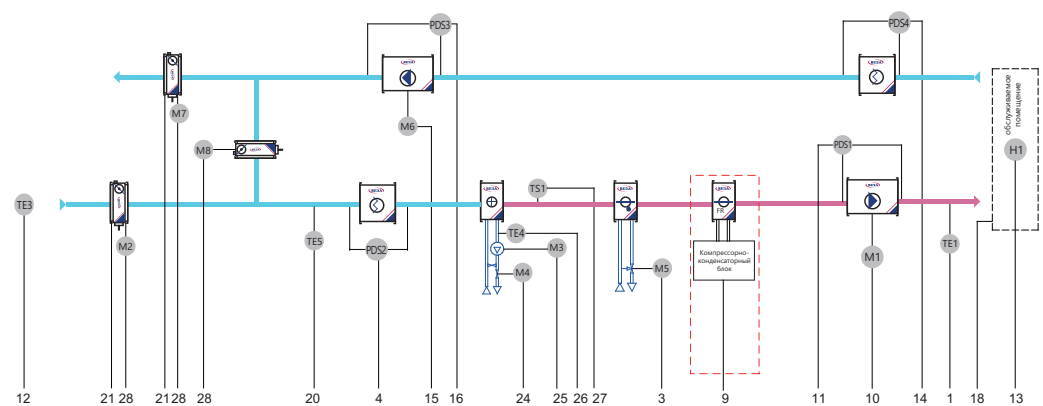 PDS3
PDS4
M7
M6
M8
обслуживаемое
помещение
H1
PDS1
TE3
M2
TE5
PDS2
TS1
TE4
M3
M4
M5
FR
Компрессорно-
конденсаторный
блок
M1
TE1
12 21 28 21 28 28 20 4 15 16 24 25 26 27 3 9 11 10 14 1 18 13